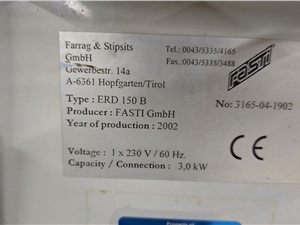 Farrag & Stipsits
GmbH
Gewerbestr. 14a
A-6361 Hopfgarten/Tirol
Tel.: 0043/5335/4165
Fax.:0043/5335/3488
FASTI
Type : ERD 150 B
Producer : FASTI GmbH
Year of production : 2002
No: 3165-04-1902
Voltage : 1 x 230 V / 60 Hz.
Capacity / Connection : 3,0 kW
CE